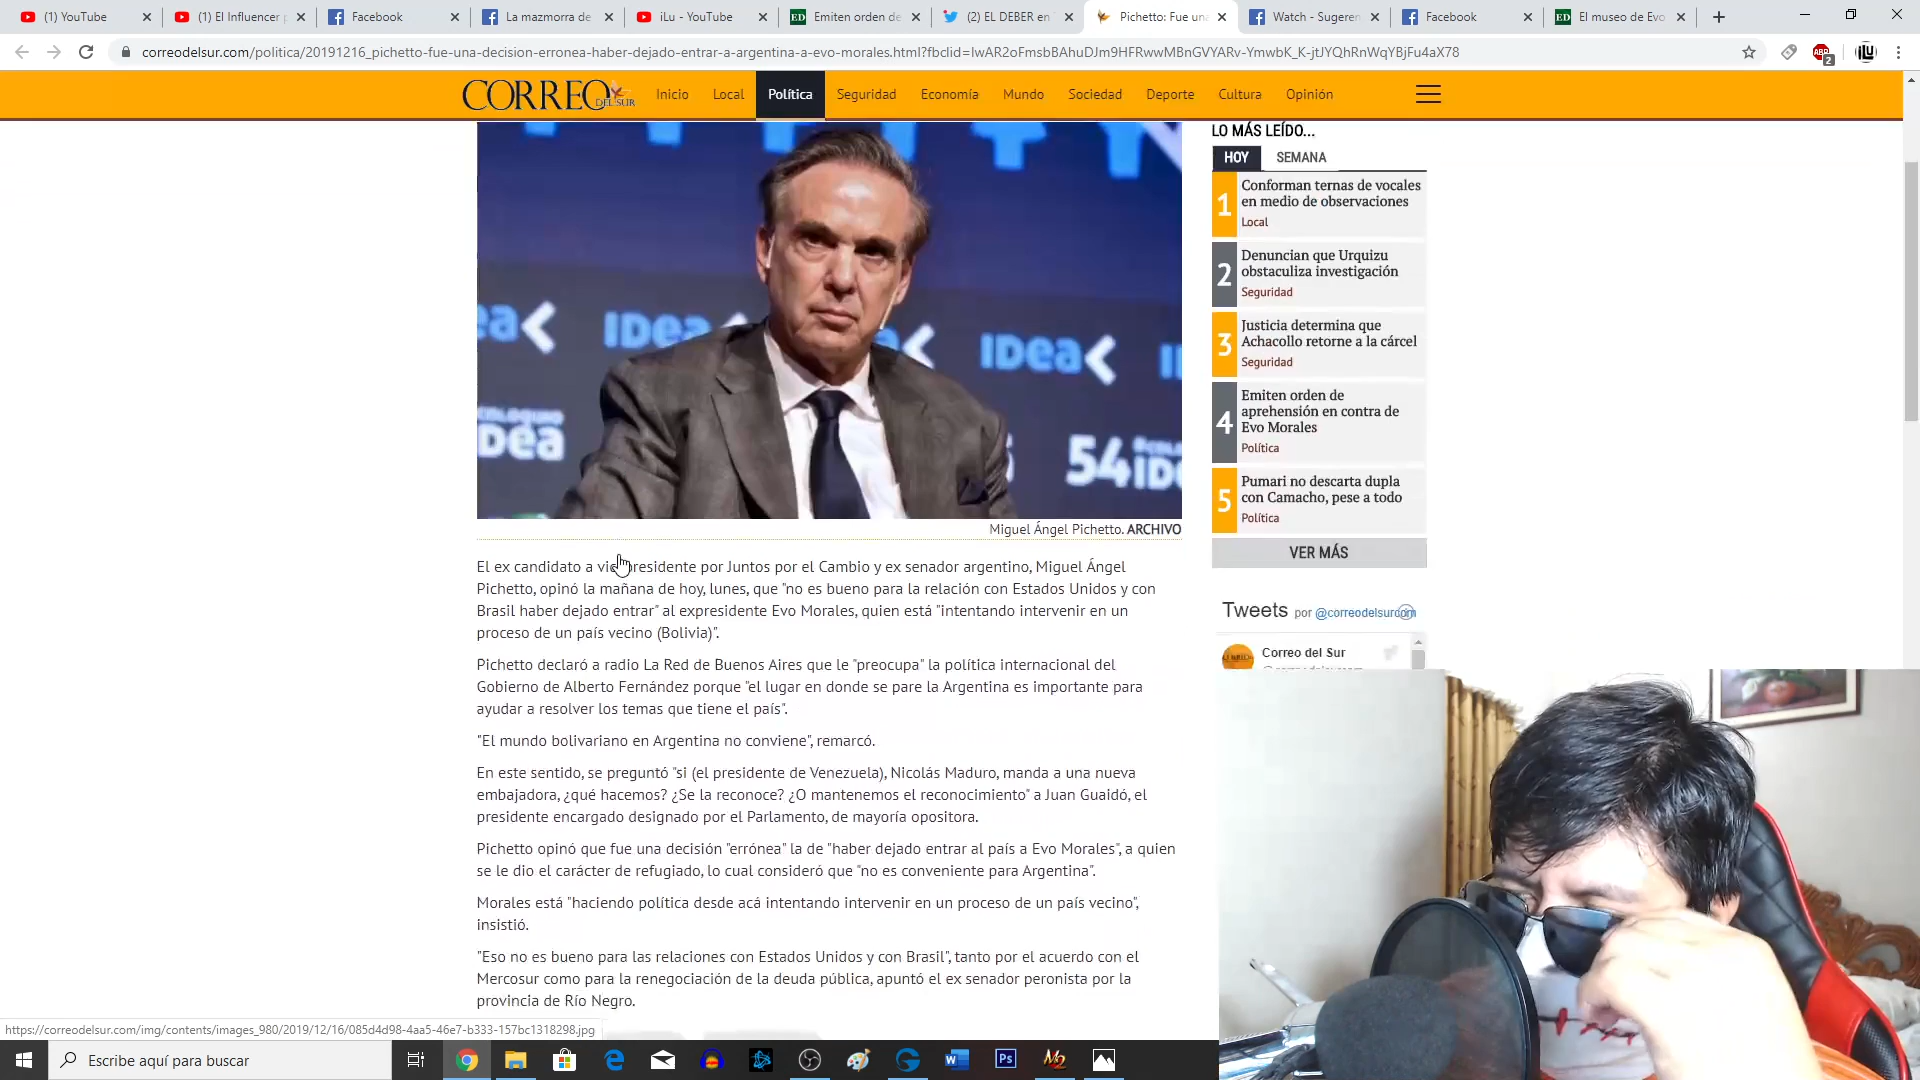 (1) YouTube
(1) El Influencer
Facebook
La mazmorra de
iLu - YouTube
Emiten orden de
(2) EL DEBER en
Pichetto: Fue una
Watch - Sugeren
Facebook
El museo de Evo
correodelsur.com/politica/20191216_pichetto-fue-una-decision-erronea-haber-dejado-entrar-a-argentina-a-evo-morales.html?fbclid=IwAR2oFmsbBAhuDJm9HFRwwMBnGVYARv-YmwbK_K-jtJYQhRnWqYBjFu4aX78
ABP
2
iLU
CORREO DEL SUR
Inicio
Local
Política
Seguridad
Economía
Mundo
Sociedad
Deporte
Cultura
Opinión
idea
idea
idea
COLOQUIO
idea
54
Miguel Ángel Pichetto. ARCHIVO
El ex candidato a vicepresidente por Juntos por el Cambio y ex senador argentino, Miguel Ángel
Pichetto, opinó la mañana de hoy, lunes, que "no es bueno para la relación con Estados Unidos y con
Brasil haber dejado entrar" al expresidente Evo Morales, quien está "intentando intervenir en un
proceso de un país vecino (Bolivia)".
Pichetto declaró a radio La Red de Buenos Aires que le "preocupa" la política internacional del
Gobierno de Alberto Fernández porque "el lugar en donde se pare la Argentina es importante para
ayudar a resolver los temas que tiene el país".
"El mundo bolivariano en Argentina no conviene", remarcó.
En este sentido, se preguntó "si (el presidente de Venezuela), Nicolás Maduro, manda a una nueva
embajadora, ¿qué hacemos? ¿Se la reconoce? ¿O mantenemos el reconocimiento" a Juan Guaidó, el
presidente encargado designado por el Parlamento, de mayoría opositora.
Pichetto opinó que fue una decisión "errónea" la de "haber dejado entrar al país a Evo Morales", a quien
se le dio el carácter de refugiado, lo cual consideró que "no es conveniente para Argentina".
Morales está "haciendo política desde acá intentando intervenir en un proceso de un país vecino",
insistió.
"Eso no es bueno para las relaciones con Estados Unidos y con Brasil", tanto por el acuerdo con el
Mercosur como para la renegociación de la deuda pública, apuntó el ex senador peronista por la
provincia de Río Negro.
LO MÁS LEÍDO...
HOY
SEMANA
1
Conforman ternas de vocales
en medio de observaciones
Local
2
Denuncian que Urquizu
obstaculiza investigación
Seguridad
3
Justicia determina que
Achacollo retorne a la cárcel
Seguridad
4
Emiten orden de
aprehensión en contra de
Evo Morales
Política
5
Pumari no descarta dupla
con Camacho, pese a todo
Política
VER MÁS
Tweets por @correodelsurcom
Correo del Sur
https://correodelsur.com/img/contents/images_980/2019/12/16/085d4d98-4aa5-46e7-b333-157bc1318298.jpg
Escribe aquí para buscar
W
Ps